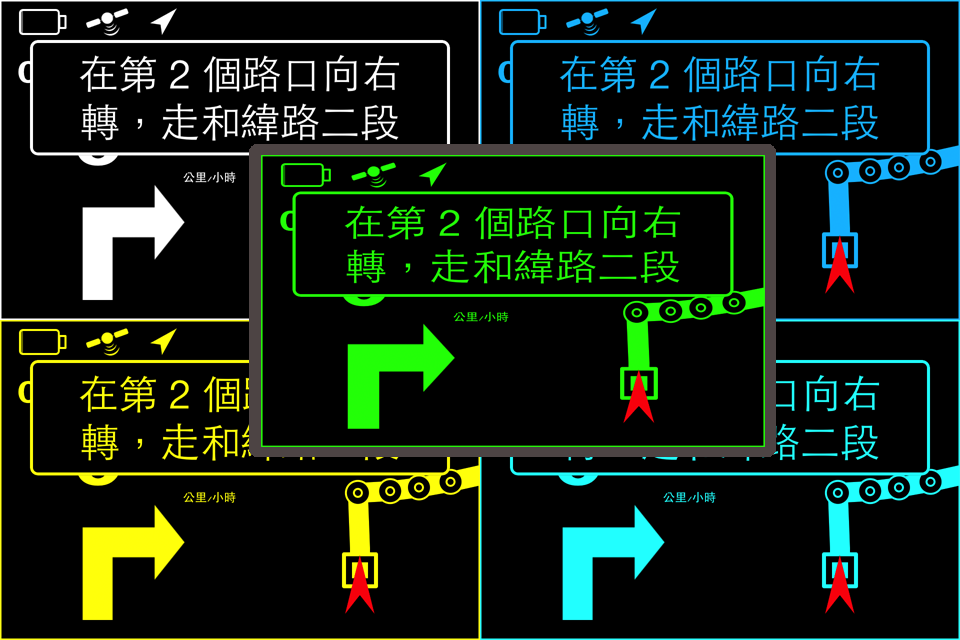 在第 2 個路口向右
轉，走和緯路二段
公里/小時
在第 2 個路口向右
轉，走和緯路二段
在第 2 個路口向右
轉，走和緯路二段
公里/小時
在第 2 個
轉，走和
公里/小時
口向右
路二段
公里/小時